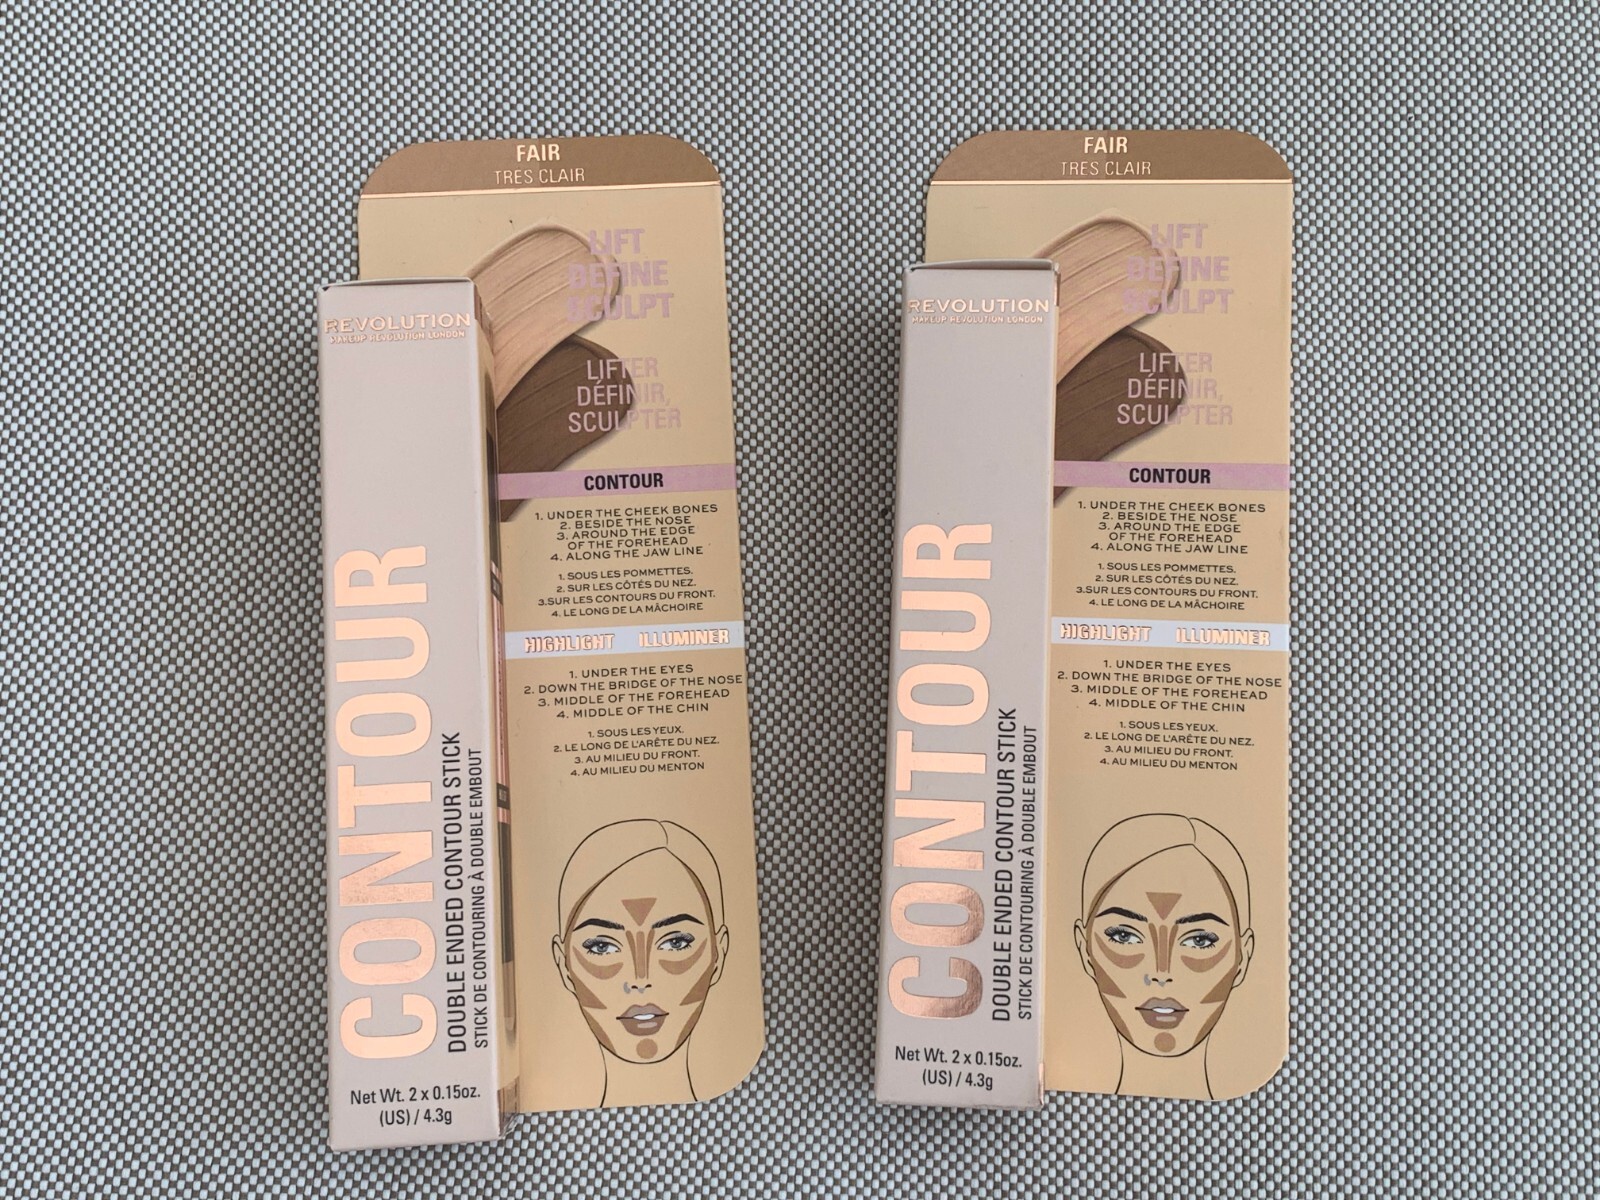 FAIR
TRES CLAIR
LIFT
DEFINE
SCULPT
LIFTER
DÉFINIR,
SCULPTER
CONTOUR
1. UNDER THE CHEEK BONES
2. BESIDE THE NOSE
3. AROUND THE EDGE
OF THE FOREHEAD
4. ALONG THE JAW LINE
1. SOUS LES POMMETTES.
2. SUR LES CÔTÉS DU NEZ.
3.SUR LES CONTOURS DU FRONT.
4. LE LONG DE LA MÂCHOIRE
HIGHLIGHT ILLUMINER
1. UNDER THE EYES
2. DOWN THE BRIDGE OF THE NOSE
3. MIDDLE OF THE FOREHEAD
4. MIDDLE OF THE CHIN
1. SOUS LES YEUX.
2. LE LONG DE L'ARÊTE DU NEZ.
3. AU MILIEU DU FRONT.
4. AU MILIEU DU MENTON
REVOLUTION
MAKEUP REVOLUTION LONDON
CONTOUR
DOUBLE ENDED CONTOUR STICK
STICK DE CONTOURING À DOUBLE EMBOUT
Net Wt. 2 x 0.15oz.
(US) / 4.3g
FAIR
TRES CLAIR
LIFT
DEFINE
SCULPT
LIFTER
DÉFINIR,
SCULPTER
CONTOUR
1. UNDER THE CHEEK BONES
2. BESIDE THE NOSE
3. AROUND THE EDGE
OF THE FOREHEAD
4. ALONG THE JAW LINE
1. SOUS LES POMMETTES.
2. SUR LES CÔTÉS DU NEZ.
3.SUR LES CONTOURS DU FRONT.
4. LE LONG DE LA MÂCHOIRE
HIGHLIGHT ILLUMINER
1. UNDER THE EYES
2. DOWN THE BRIDGE OF THE NOSE
3. MIDDLE OF THE FOREHEAD
4. MIDDLE OF THE CHIN
1. SOUS LES YEUX.
2. LE LONG DE L'ARÊTE DU NEZ.
3. AU MILIEU DU FRONT.
4. AU MILIEU DU MENTON
REVOLUTION
MAKEUP REVOLUTION LONDON
CONTOUR
DOUBLE ENDED CONTOUR STICK
STICK DE CONTOURING À DOUBLE EMBOUT
Net Wt. 2 x 0.15oz.
(US) / 4.3g